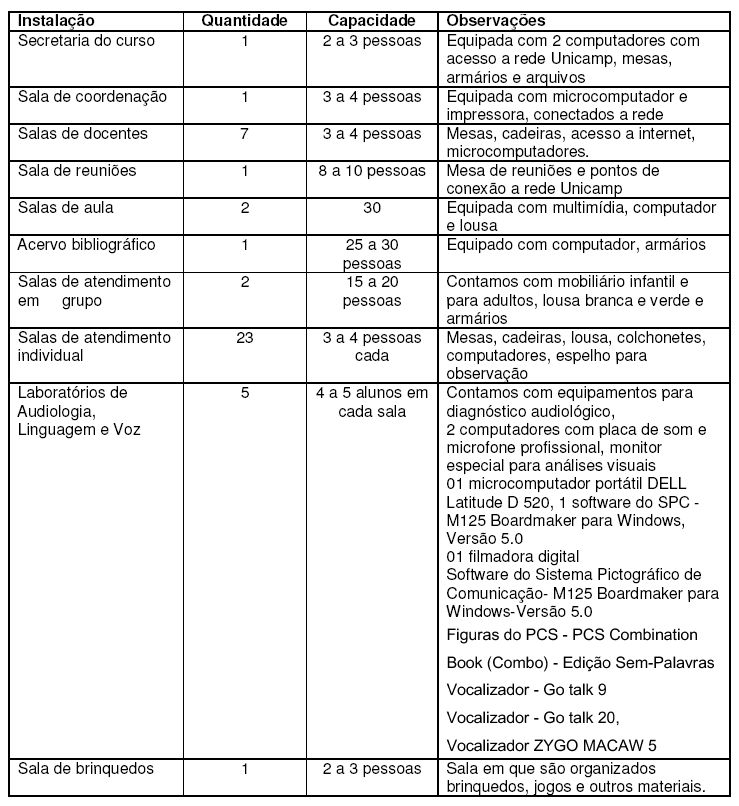 Instalação Quantidade Capacidade Observações
Secretaria do curso 1 2 a 3 pessoas Equipada com 2 computadores com
acesso a rede Unicamp, mesas,
armários e arquivos
Sala de coordenação 1 3 a 4 pessoas Equipada com microcomputador e
impressora, conectados a rede
Salas de docentes 7 3 a 4 pessoas Mesas, cadeiras, acesso a internet,
microcomputadores.
Sala de reuniões 1 8 a 10 pessoas Mesa de reuniões e pontos de
conexão a rede Unicamp
Salas de aula 2 30 Equipada com multimídia, computador
e lousa
Acervo bibliográfico 1 25 a 30 Equipado com computador, armários
pessoas
Salas de atendimento 2 15 a 20 Contamos com mobiliário infantil e
em grupo pessoas para adultos, lousa branca e verde e
armários
Salas de atendimento 23 3 a 4 pessoas Mesas, cadeiras, lousa, colchonetes,
individual cada computadores, espelho para
observação
Laboratórios de 5 4 a 5 alunos em Contamos com equipamentos para
Audiologia, cada sala diagnóstico audiológico,
Linguagem e Voz 2 computadores com placa de som e
microfone profissional, monitor
especial para análises visuais
01 microcomputador portátil DELL
Latitude D 520, 1 software do SPC -
M125 Boardmaker para Windows,
Versão 5.0
01 filmadora digital
Software do Sistema Pictográfico de
Comunicação- M125 Boardmaker para
Windows-Versão 5.0
Figuras do PCS - PCS Combination
Book (Combo) - Edição Sem-Palavras
Vocalizador - Go talk 9
Vocalizador - Go talk 20,
Vocalizador ZYGO MACAW 5
Sala de brinquedos 1 2 a 3 pessoas Sala em que são organizados
brinquedos, jogos e outros materiais.